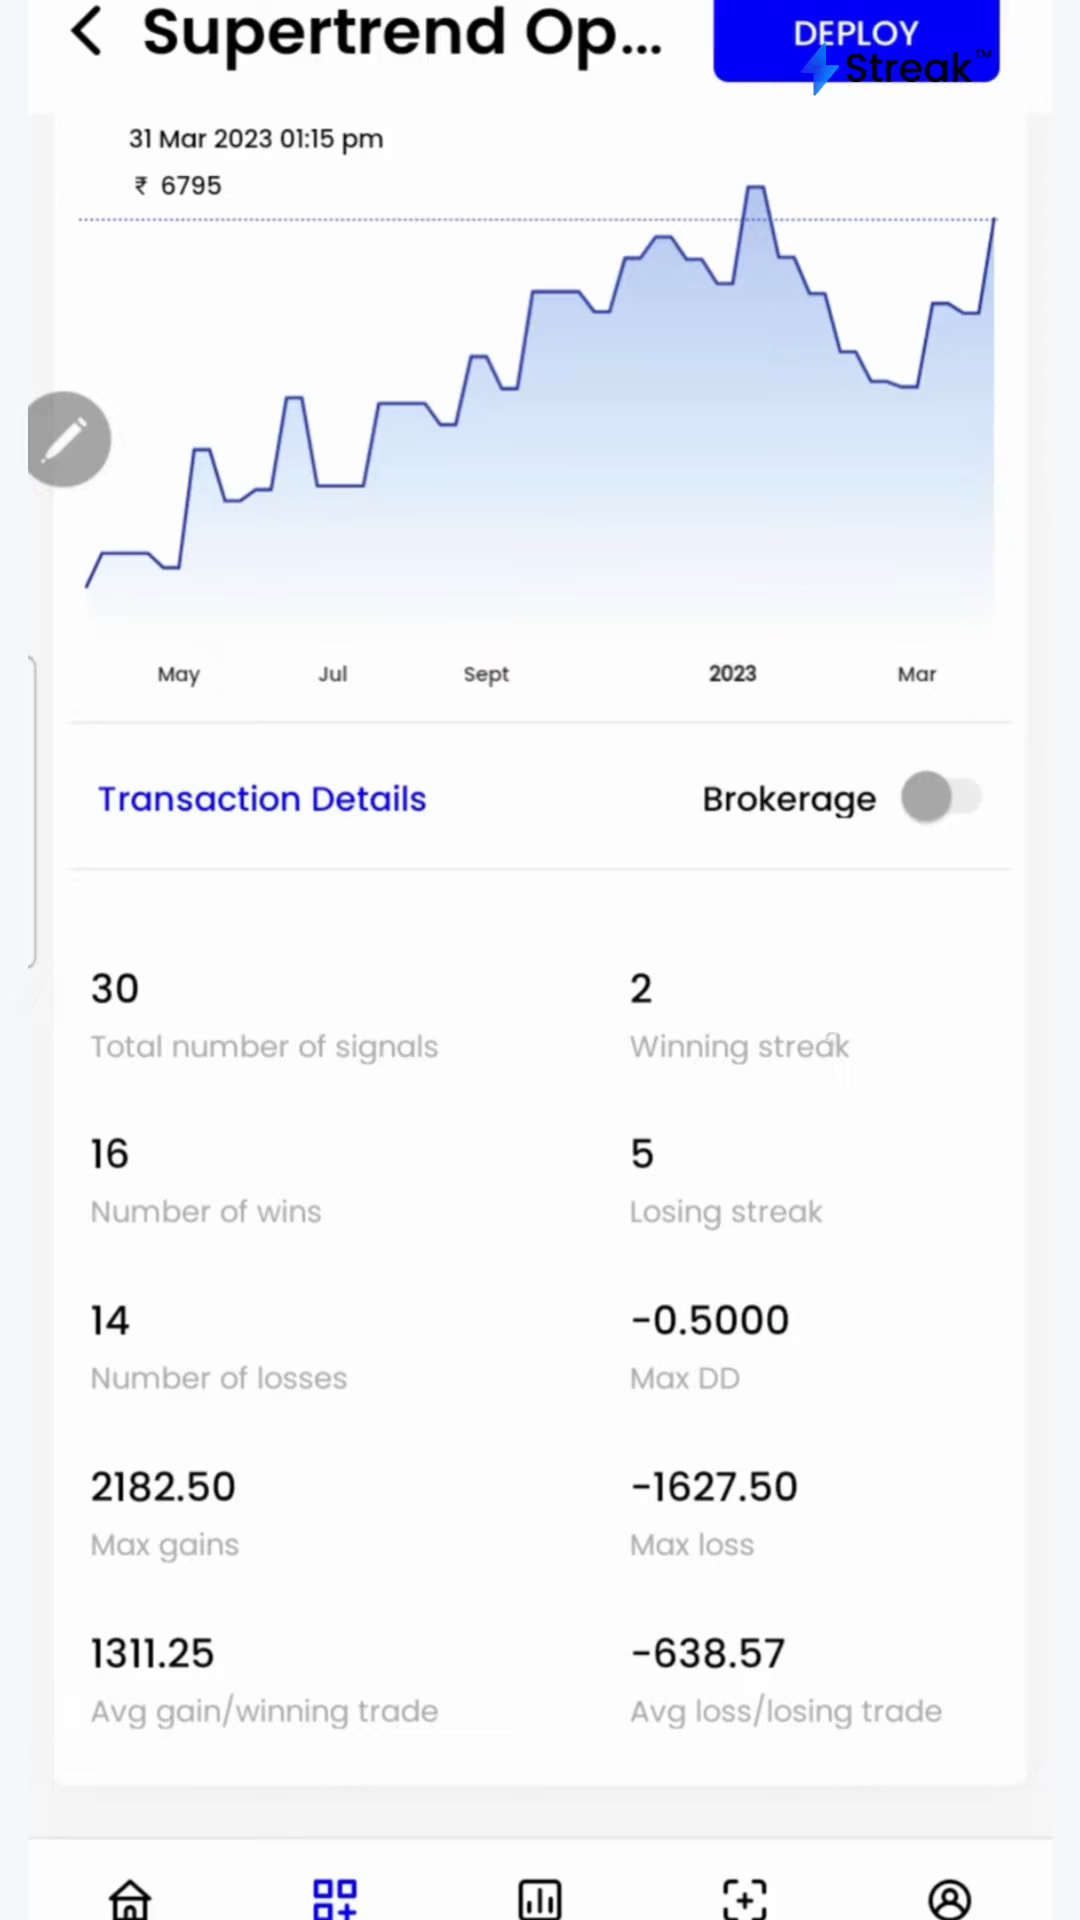 Supertrend Op...
DEPLOY
Streak™
31 Mar 2023 01:15 pm
₹ 6795
May Jul Sept 2023 Mar
Transaction Details
Brokerage
30
Total number of signals
2
Winning streak
16
Number of wins
5
Losing streak
14
Number of losses
-0.5000
Max DD
2182.50
Max gains
-1627.50
Max loss
1311.25
Avg gain/winning trade
-638.57
Avg loss/losing trade